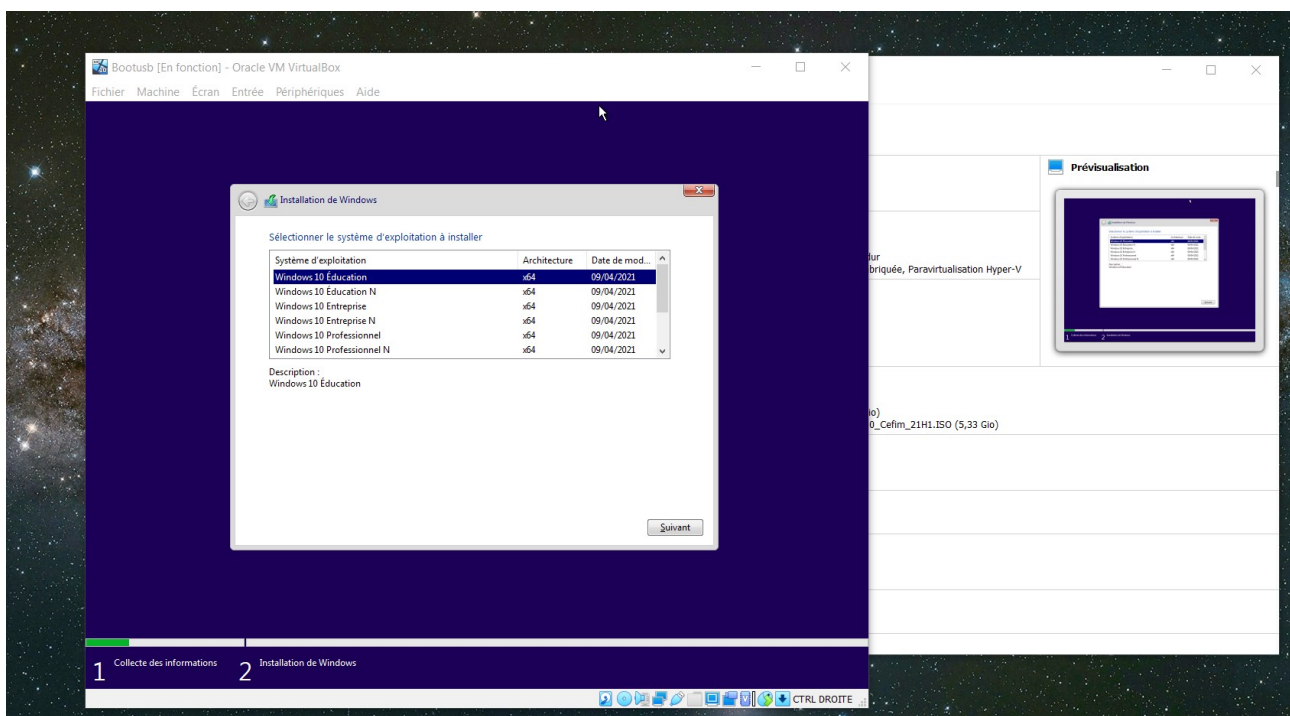 Bootusb [En fonction] - Oracle VM VirtualBox
Fichier Machine Écran Entrée Périphériques Aide
Installation de Windows
Sélectionner le système d'exploitation à installer
Système d'exploitation Architecture Date de mod...
Windows 10 Éducation x64 09/04/2021
Windows 10 Éducation N x64 09/04/2021
Windows 10 Entreprise x64 09/04/2021
Windows 10 Entreprise N x64 09/04/2021
Windows 10 Professionnel x64 09/04/2021
Windows 10 Professionnel N x64 09/04/2021
Description :
Windows 10 Éducation
Suivant
1 Collecte des informations 2 Installation de Windows
CTRL DROITE
Prévisualisation
dur
briquée, Paravirtualisation Hyper-V
io)
0_Cefim_21H1.ISO (5,33 Gio)